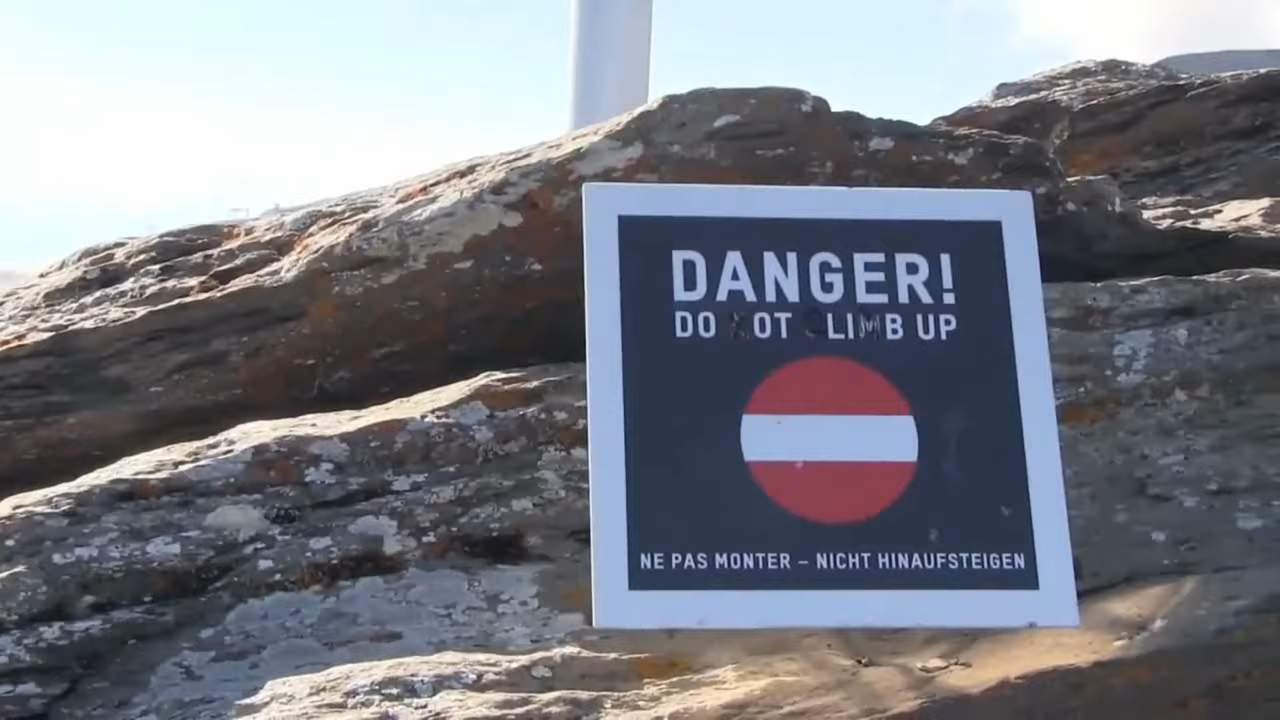 DANGER!
DO NOT CLIMB UP
NE PAS MONTER – NICHT HINAUFSTEIGEN